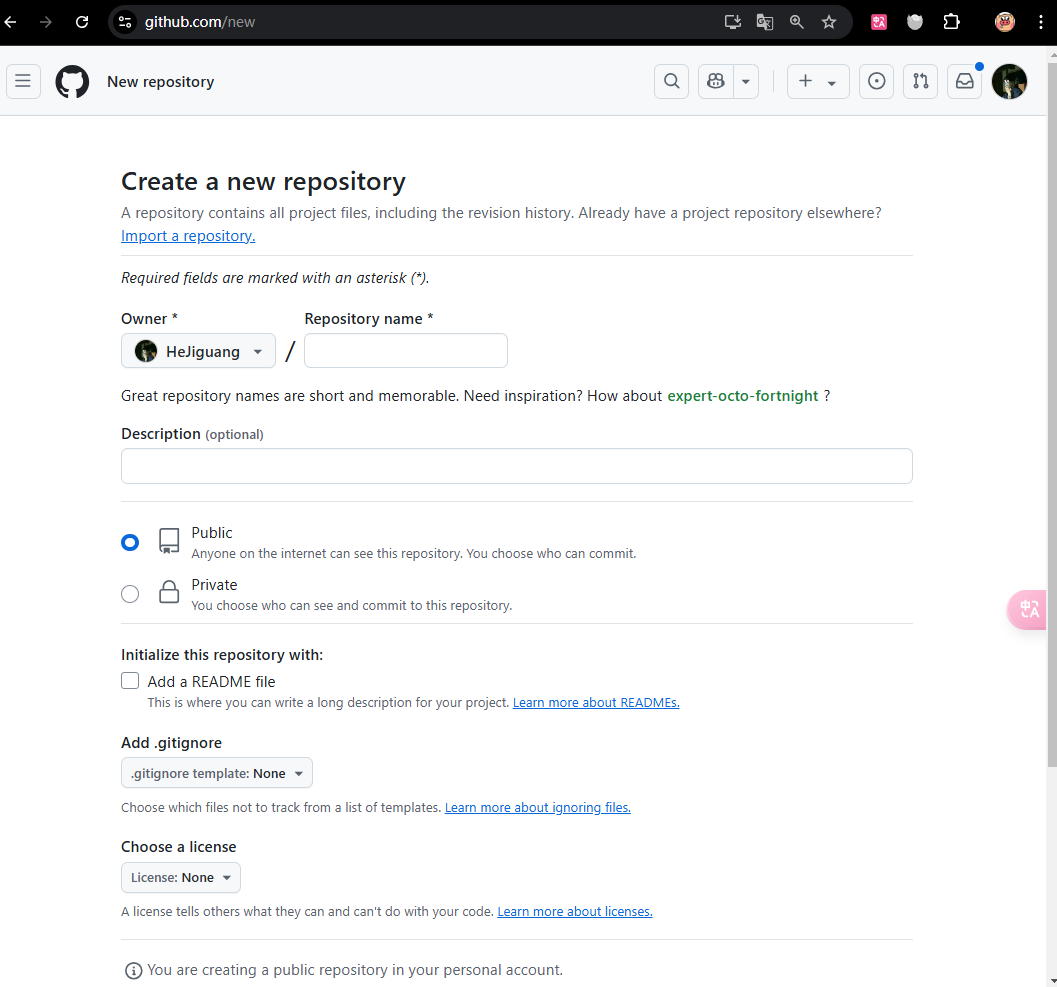 github.com/new
New repository
Create a new repository
A repository contains all project files, including the revision history. Already have a project repository elsewhere?
Import a repository.
Required fields are marked with an asterisk (*).
Owner * Repository name *
HeJiguang /
Great repository names are short and memorable. Need inspiration? How about expert-octo-fortnight ?
Description (optional)
Public
Anyone on the internet can see this repository. You choose who can commit.
Private
You choose who can see and commit to this repository.
Initialize this repository with:
Add a README file
This is where you can write a long description for your project. Learn more about READMEs.
Add .gitignore
.gitignore template: None
Choose which files not to track from a list of templates. Learn more about ignoring files.
Choose a license
License: None
A license tells others what they can and can't do with your code. Learn more about licenses.
You are creating a public repository in your personal account.